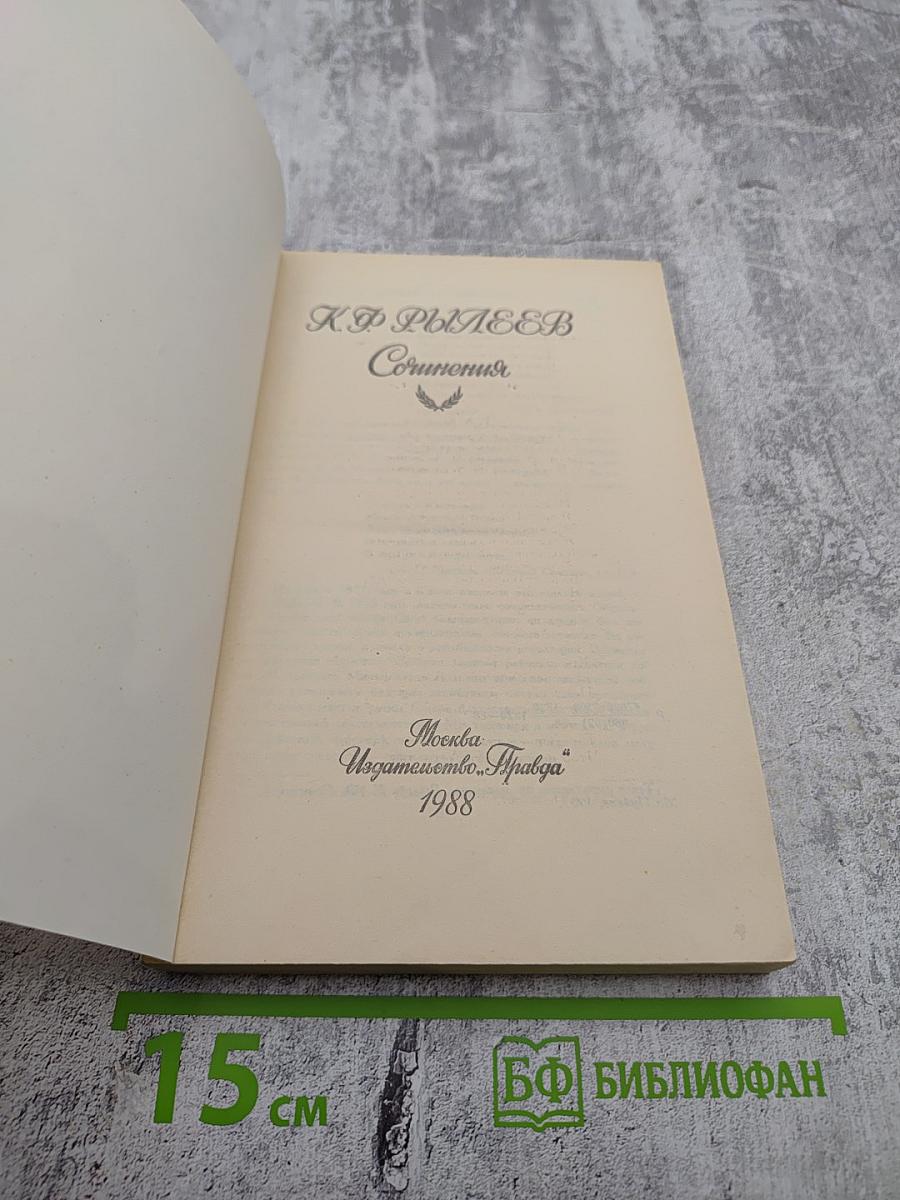 К. Ф. РЫЛЕЕВ
Сочинения
Москва
Издательство „Правда“
1988
15 см
БФ БИБЛИОФАН